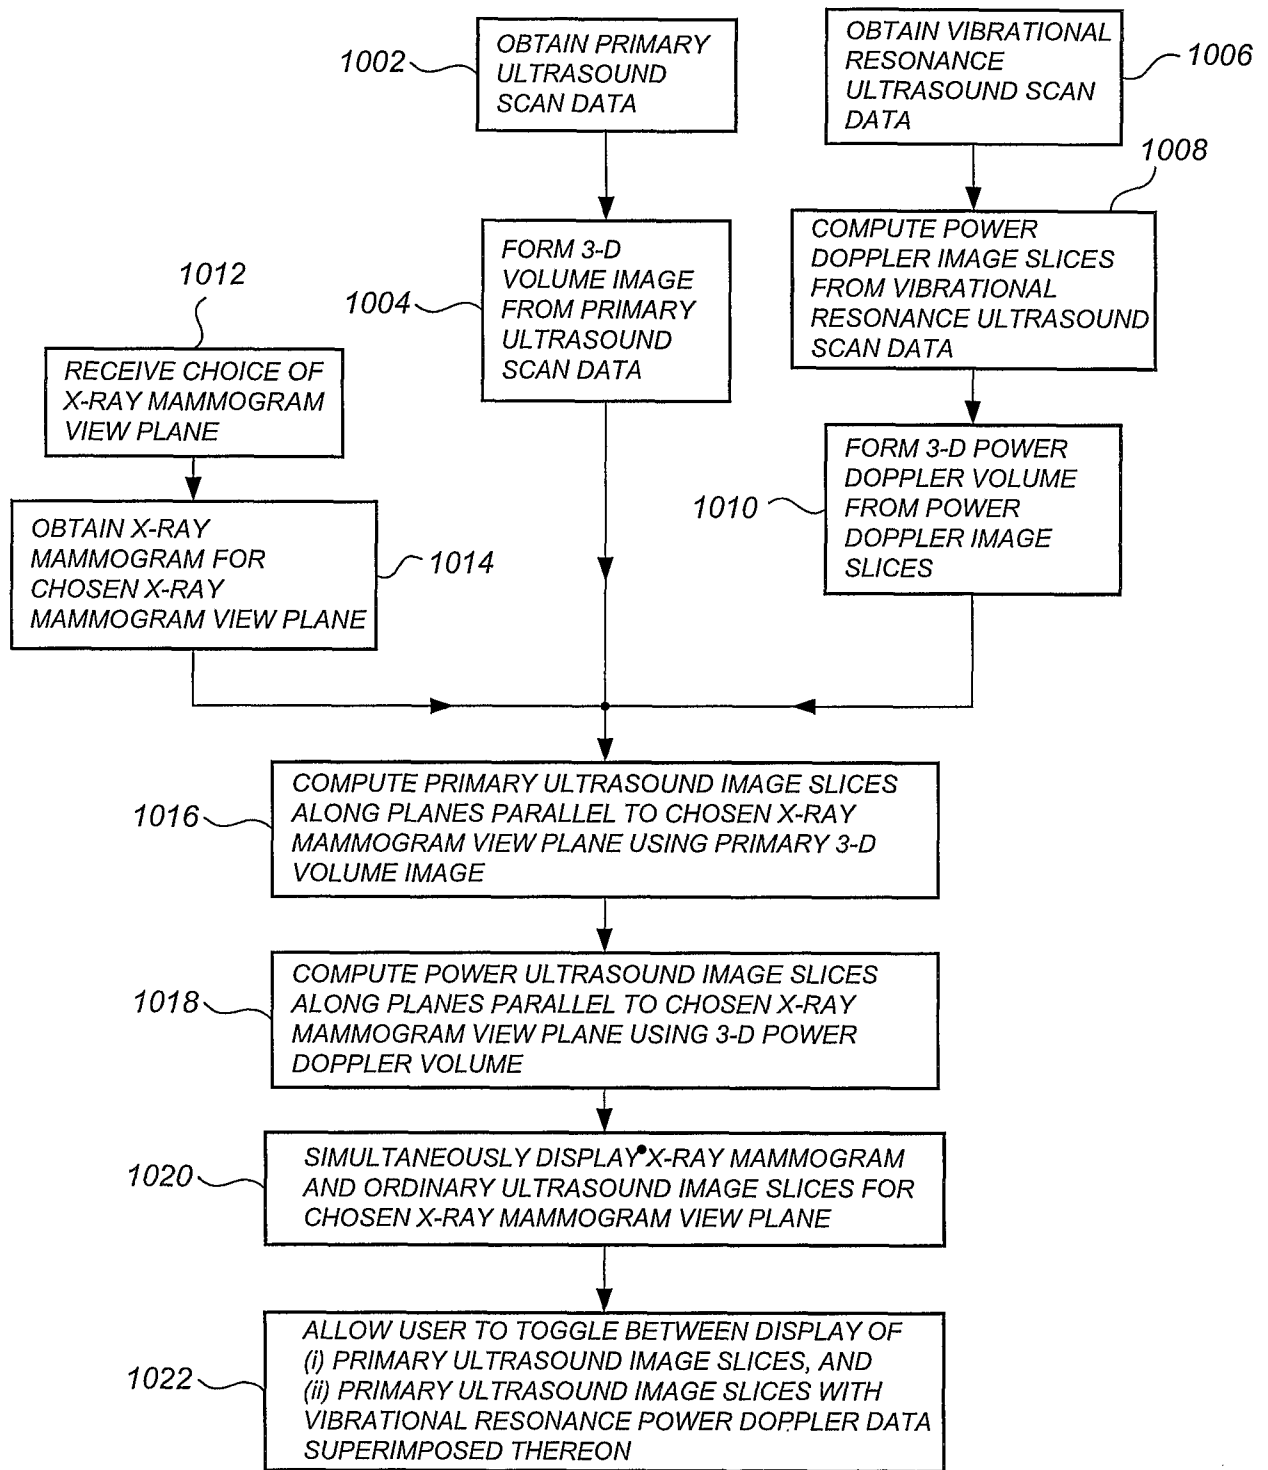 1002
OBTAIN PRIMARY
ULTRASOUND
SCAN DATA
OBTAIN VIBRATIONAL
RESONANCE
ULTRASOUND SCAN
DATA
1006
1008
COMPUTE POWER
DOPPLER IMAGE SLICES
FROM VIBRATIONAL
RESONANCE ULTRASOUND
SCAN DATA
1004
FORM 3-D
VOLUME IMAGE
FROM PRIMARY
ULTRASOUND
SCAN DATA
1012
RECEIVE CHOICE OF
X-RAY MAMMOGRAM
VIEW PLANE
1010
FORM 3-D POWER
DOPPLER VOLUME
FROM POWER
DOPPLER IMAGE
SLICES
OBTAIN X-RAY
MAMMOGRAM FOR
CHOSEN X-RAY
MAMMOGRAM VIEW PLANE
1014
1016
COMPUTE PRIMARY ULTRASOUND IMAGE SLICES
ALONG PLANES PARALLEL TO CHOSEN X-RAY
MAMMOGRAM VIEW PLANE USING PRIMARY 3-D
VOLUME IMAGE
1018
COMPUTE POWER ULTRASOUND IMAGE SLICES
ALONG PLANES PARALLEL TO CHOSEN X-RAY
MAMMOGRAM VIEW PLANE USING 3-D POWER
DOPPLER VOLUME
1020
SIMULTANEOUSLY DISPLAY X-RAY MAMMOGRAM
AND ORDINARY ULTRASOUND IMAGE SLICES FOR
CHOSEN X-RAY MAMMOGRAM VIEW PLANE
1022
ALLOW USER TO TOGGLE BETWEEN DISPLAY OF
(i) PRIMARY ULTRASOUND IMAGE SLICES, AND
(ii) PRIMARY ULTRASOUND IMAGE SLICES WITH
VIBRATIONAL RESONANCE POWER DOPPLER DATA
SUPERIMPOSED THEREON